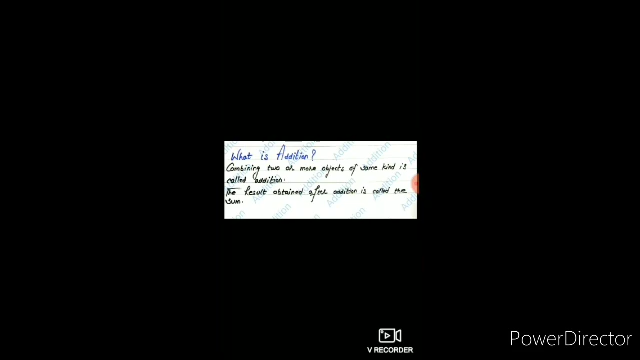 What is Addition?
Combining two or more objects of same kind is
called addition.
The Result obtained after addition is called the
sum.
V RECORDER
PowerDirector